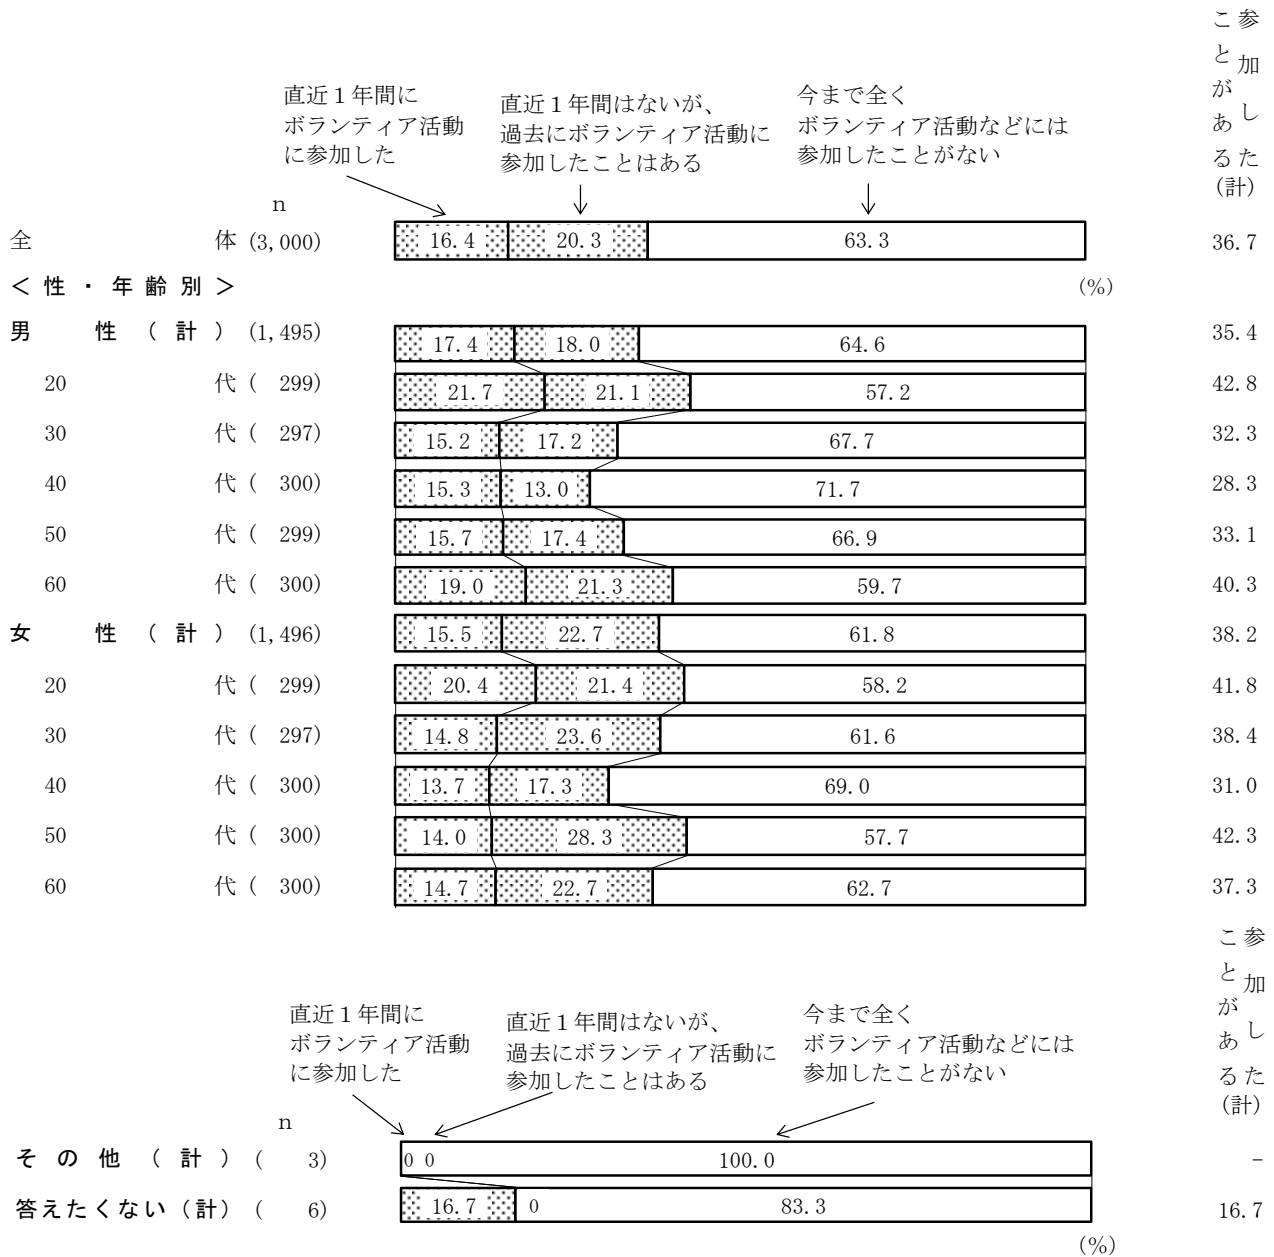 参加した
ことがある
(計)
直近１年間に
ボランティア活動
に参加した
直近１年間はないが、
過去にボランティア活動に
参加したことはある
今まで全く
ボランティア活動などには
参加したことがない
n
全 体 (3,000) 16.4 20.3 63.3 36.7
＜性・年齢別＞ (%)
男性(計) (1,495) 17.4 18.0 64.6 35.4
20代 ( 299) 21.7 21.1 57.2 42.8
30代 ( 297) 15.2 17.2 67.7 32.3
40代 ( 300) 15.3 13.0 71.7 28.3
50代 ( 299) 15.7 17.4 66.9 33.1
60代 ( 300) 19.0 21.3 59.7 40.3
女性(計) (1,496) 15.5 22.7 61.8 38.2
20代 ( 299) 20.4 21.4 58.2 41.8
30代 ( 297) 14.8 23.6 61.6 38.4
40代 ( 300) 13.7 17.3 69.0 31.0
50代 ( 300) 14.0 28.3 57.7 42.3
60代 ( 300) 14.7 22.7 62.7 37.3
参加した
ことがある
(計)
直近１年間に
ボランティア活動
に参加した
直近１年間はないが、
過去にボランティア活動に
参加したことはある
今まで全く
ボランティア活動などには
参加したことがない
n
その他(計) ( 3) 0 0 100.0 -
答えたくない(計) ( 6) 16.7 0 83.3 16.7
(%)